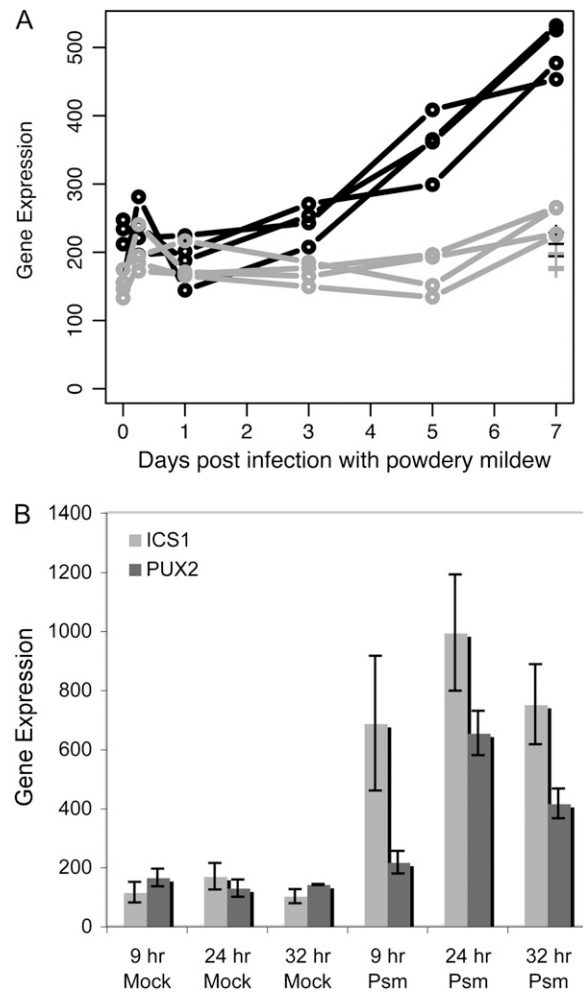 A
500
400
300
200
100
0
Gene Expression
0 1 2 3 4 5 6 7
Days post infection with powdery mildew
B
1400
1200
1000
800
600
400
200
0
Gene Expression
ICS1
PUX2
9 hr 24 hr 32 hr 9 hr 24 hr 32 hr
Mock Mock Mock Psm Psm Psm